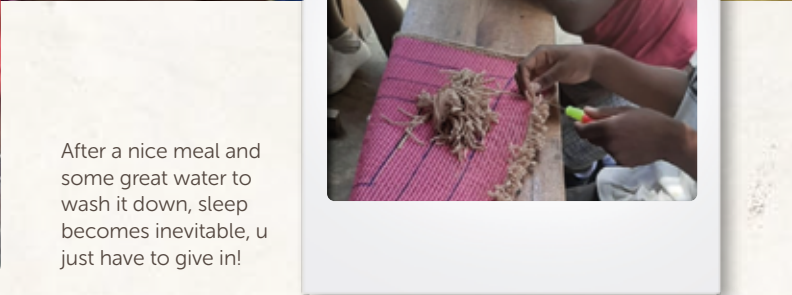 After a nice meal and
some great water to
wash it down, sleep
becomes inevitable, u
just have to give in!